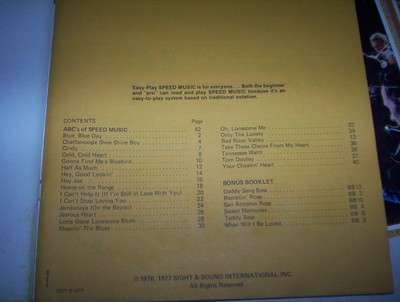 Easy-Play SPEED MUSIC is for everyone... Both the beginner
and "pro" can read and play SPEED MUSIC because it's an
easy-to-play system based on traditional notation.
CONTENTS Page
ABC's of SPEED MUSIC 42
Blue, Blue Day 2
Chattanoogie Shoe Shine Boy 4
Cindy 7
Cold, Cold Heart 8
Gonna Find Me a Bluebird 10
Half As Much 12
Hey, Good Lookin' 14
Hey Joe 16
Home on the Range 18
I Can't Help It (If I'm Still in Love With You) 20
I Can't Stop Loving You 22
Jambalaya (On the Bayou) 24
Jealous Heart 26
Long Gone Lonesome Blues 28
Moanin' The Blues 30
Oh, Lonesome Me 32
Only The Lonely 34
Red River Valley
Take These Chains From My Heart 36
Tennessee Waltz
Tom Dooley
Your Cheatin' Heart 40
BONUS BOOKLET
Daddy Sang Bass
Ramblin' Rose
San Antonio Rose
Sweet Memories
Teddy Bear
When Will I Be Loved
© 1976, 1977 SIGHT & SOUND INTERNATIONAL INC.
All Rights Reserved